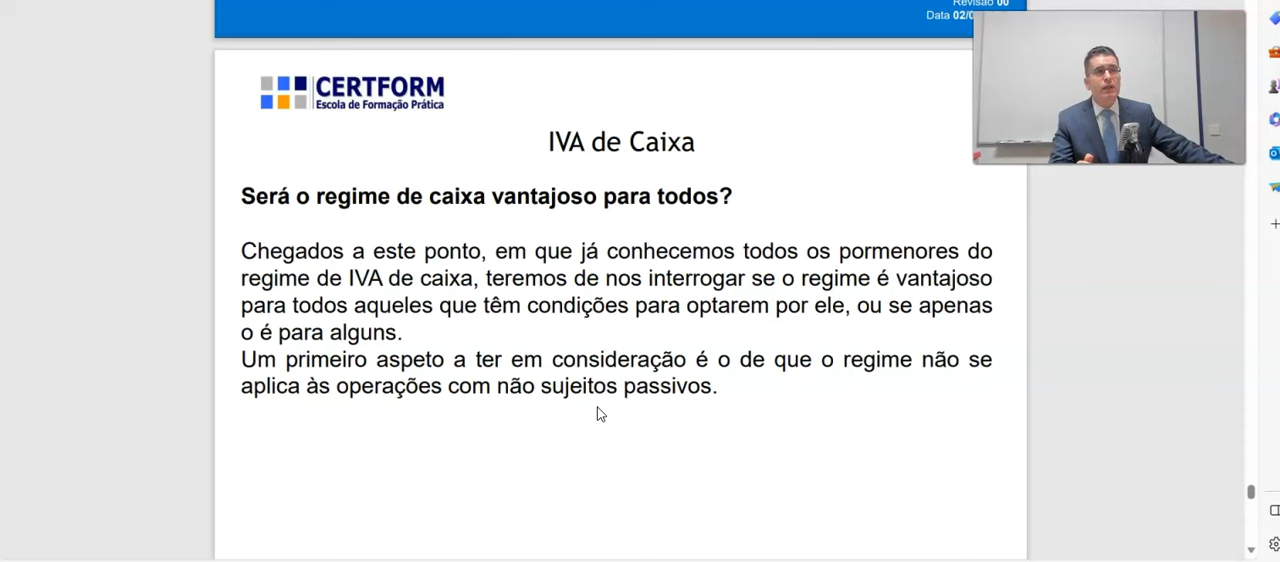 Revisão 00
Data 02/0
CERTFORM
Escola de Formação Prática
IVA de Caixa
Será o regime de caixa vantajoso para todos?
Chegados a este ponto, em que já conhecemos todos os pormenores do
regime de IVA de caixa, teremos de nos interrogar se o regime é vantajoso
para todos aqueles que têm condições para optarem por ele, ou se apenas
o é para alguns.
Um primeiro aspeto a ter em consideração é o de que o regime não se
aplica às operações com não sujeitos passivos.